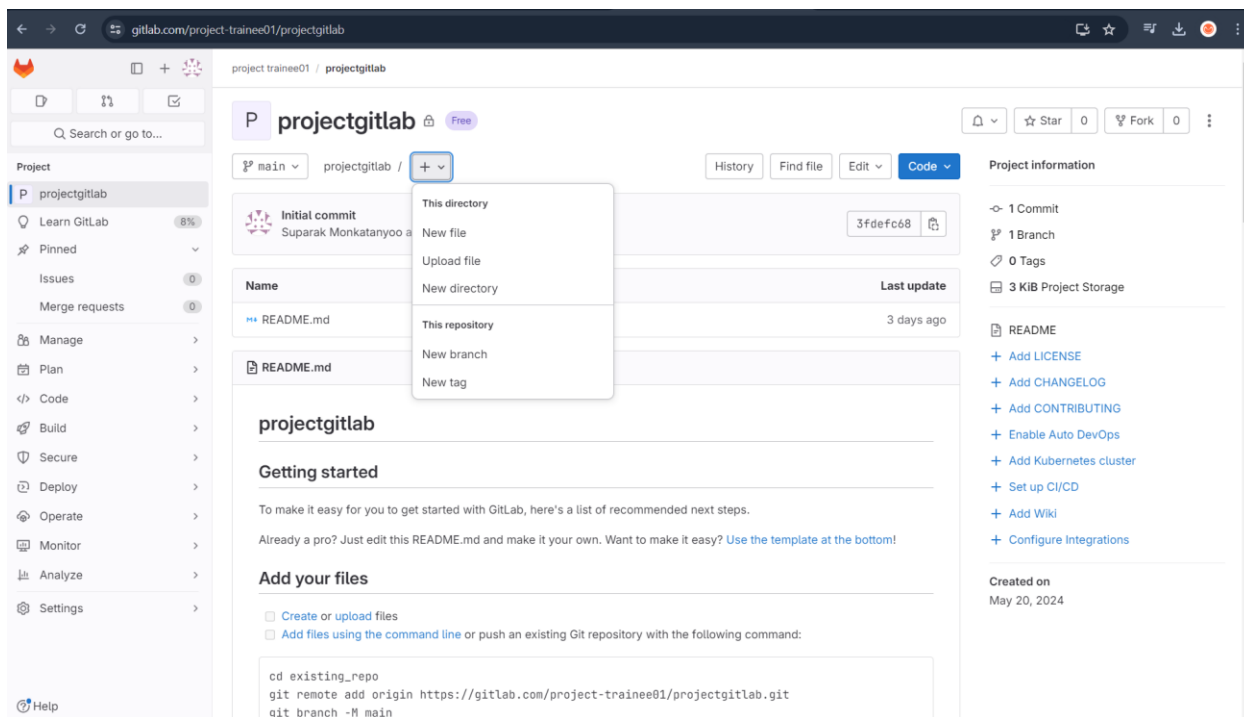 gitlab.com/project-trainee01/projectgitlab
project trainee01 / projectgitlab
Search or go to...
Project
P projectgitlab
Learn GitLab 8%
Pinned
Issues 0
Merge requests 0
Manage
Plan
Code
Build
Secure
Deploy
Operate
Monitor
Analyze
Settings
Help
P projectgitlab Free
Star 0 Fork 0
main projectgitlab / +
History Find file Edit Code
This directory
New file
Upload file
New directory
This repository
New branch
New tag
Initial commit
Suparak Monkatanyoo a
3fdefc68
Name Last update
README.md 3 days ago
README.md
projectgitlab
Getting started
To make it easy for you to get started with GitLab, here's a list of recommended next steps.
Already a pro? Just edit this README.md and make it your own. Want to make it easy? Use the template at the bottom!
Add your files
Create or upload files
Add files using the command line or push an existing Git repository with the following command:
cd existing_repo
git remote add origin https://gitlab.com/project-trainee01/projectgitlab.git
git branch -M main
Project information
1 Commit
1 Branch
0 Tags
3 KiB Project Storage
README
+ Add LICENSE
+ Add CHANGELOG
+ Add CONTRIBUTING
+ Enable Auto DevOps
+ Add Kubernetes cluster
+ Set up CI/CD
+ Add Wiki
+ Configure Integrations
Created on
May 20, 2024